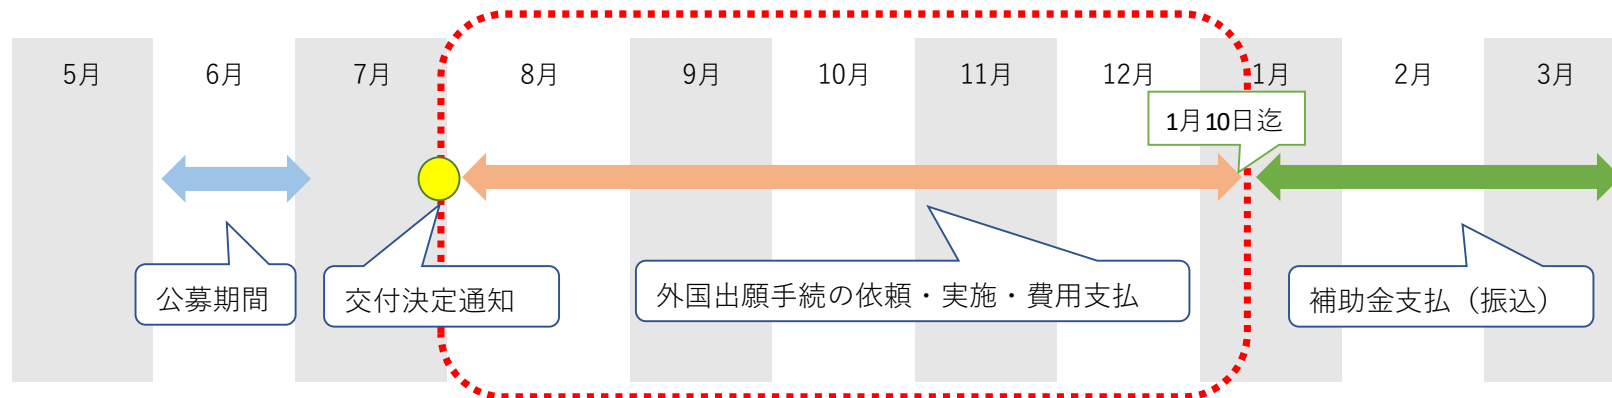 5月 6月 7月 8月 9月 10月 11月 12月 1月 2月 3月
1月10日迄
公募期間
交付決定通知
外国出願手続の依頼・実施・費用支払
補助金支払（振込）